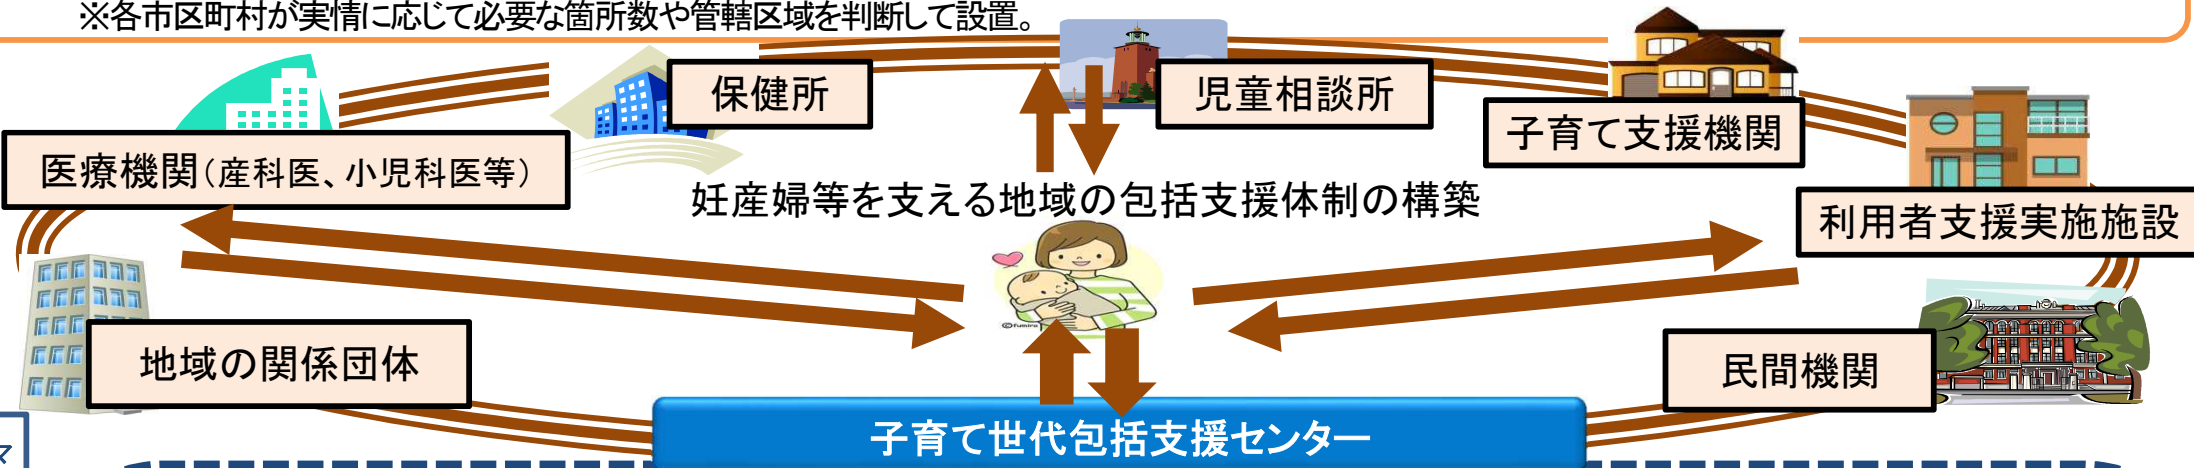 ※各市区町村が実情に応じて必要な箇所数や管轄区域を判断して設置。
保健所
児童相談所
子育て支援機関
医療機関（産科医、小児科医等）
妊産婦等を支える地域の包括支援体制の構築
利用者支援実施施設
©fumira
地域の関係団体
民間機関
子育て世代包括支援センター
マ